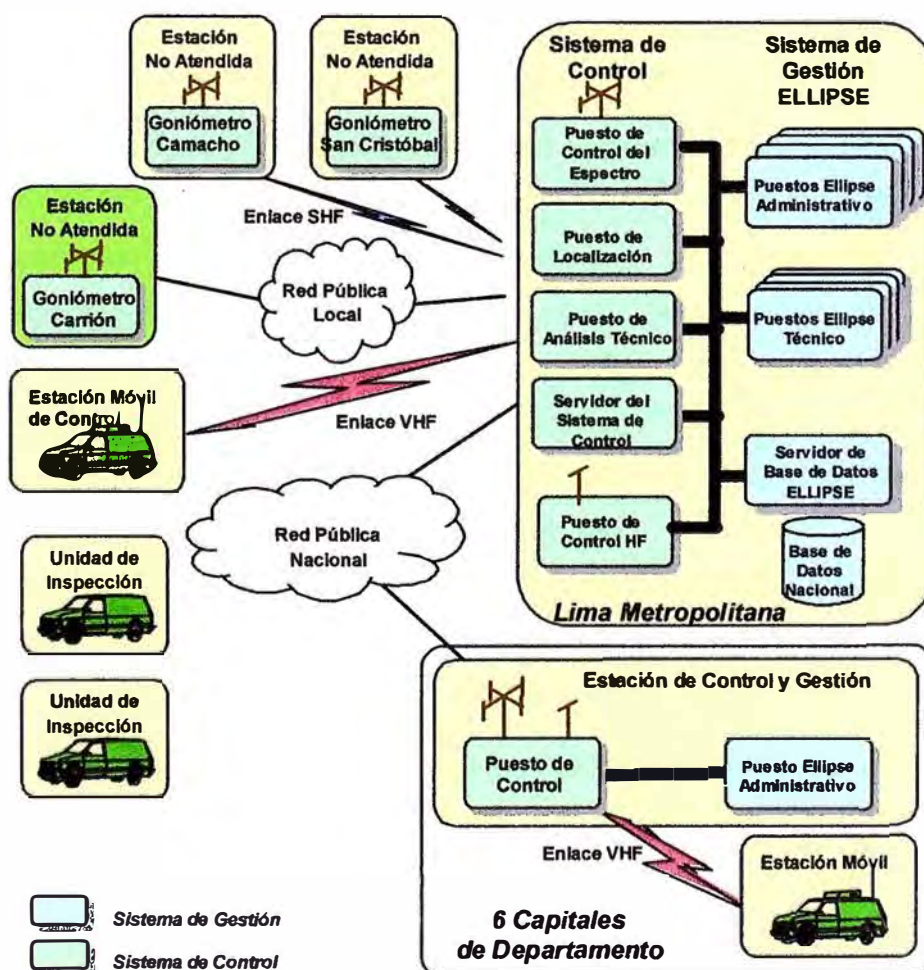 Estación
No Atendida
Goniómetro
Camacho
Estación
No Atendida
Goniómetro
San Cristóbal
Enlace SHF
Estación
No Atendida
Goniómetro
Carrión
Red Pública
Local
Estación Móvil
de Control
Enlace VHF
Red Pública
Nacional
Unidad de
Inspección
Unidad de
Inspección
Sistema de
Control
Puesto de
Control del
Espectro
Puesto de
Localización
Puesto de
Análisis Técnico
Servidor del
Sistema de
Control
Puesto de
Control HF
Sistema de
Gestión
ELLIPSE
Puestos Ellipse
Administrativo
Puestos Ellipse
Técnico
Servidor de
Base de Datos
ELLIPSE
Base de
Datos
Nacional
Lima Metropolitana
Estación de Control y Gestión
Puesto de
Control
Puesto Ellipse
Administrativo
Enlace VHF
Estación Móvil
6 Capitales
de Departamento
Sistema de Gestión
Sistema de Control